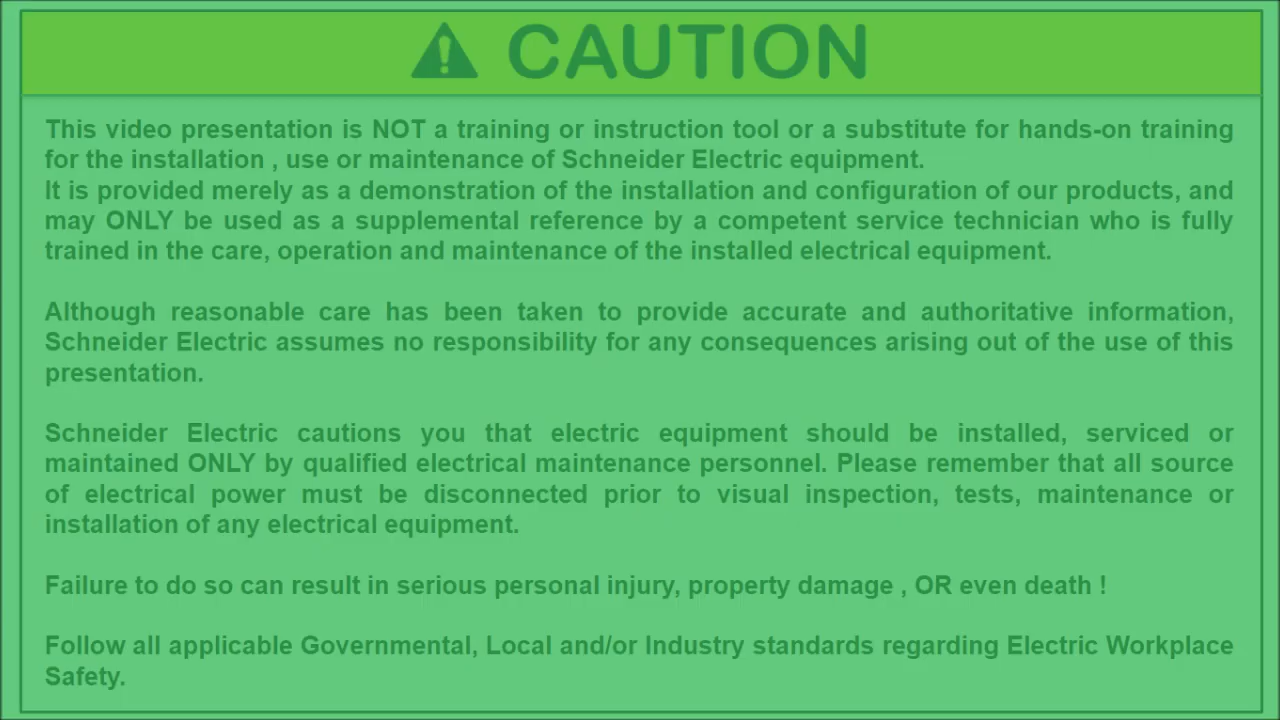 CAUTION
This video presentation is NOT a training or instruction tool or a substitute for hands-on training
for the installation , use or maintenance of Schneider Electric equipment.
It is provided merely as a demonstration of the installation and configuration of our products, and
may ONLY be used as a supplemental reference by a competent service technician who is fully
trained in the care, operation and maintenance of the installed electrical equipment.
Although reasonable care has been taken to provide accurate and authoritative information,
Schneider Electric assumes no responsibility for any consequences arising out of the use of this
presentation.
Schneider Electric cautions you that electric equipment should be installed, serviced or
maintained ONLY by qualified electrical maintenance personnel. Please remember that all source
of electrical power must be disconnected prior to visual inspection, tests, maintenance or
installation of any electrical equipment.
Failure to do so can result in serious personal injury, property damage , OR even death !
Follow all applicable Governmental, Local and/or Industry standards regarding Electric Workplace
Safety.